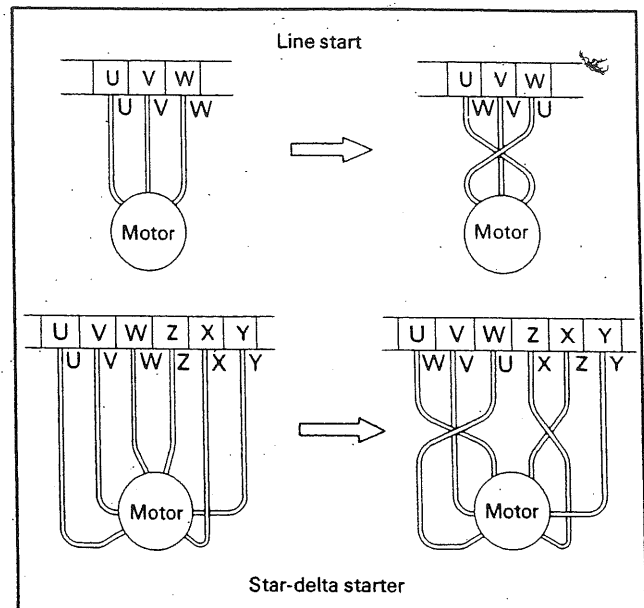 Line start
U V W
U V W
Motor
U V W
W V U
Motor
U V W Z X Y
U V W Z X Y
Motor
U V W Z X Y
W V U X Z Y
Motor
Star-delta starter